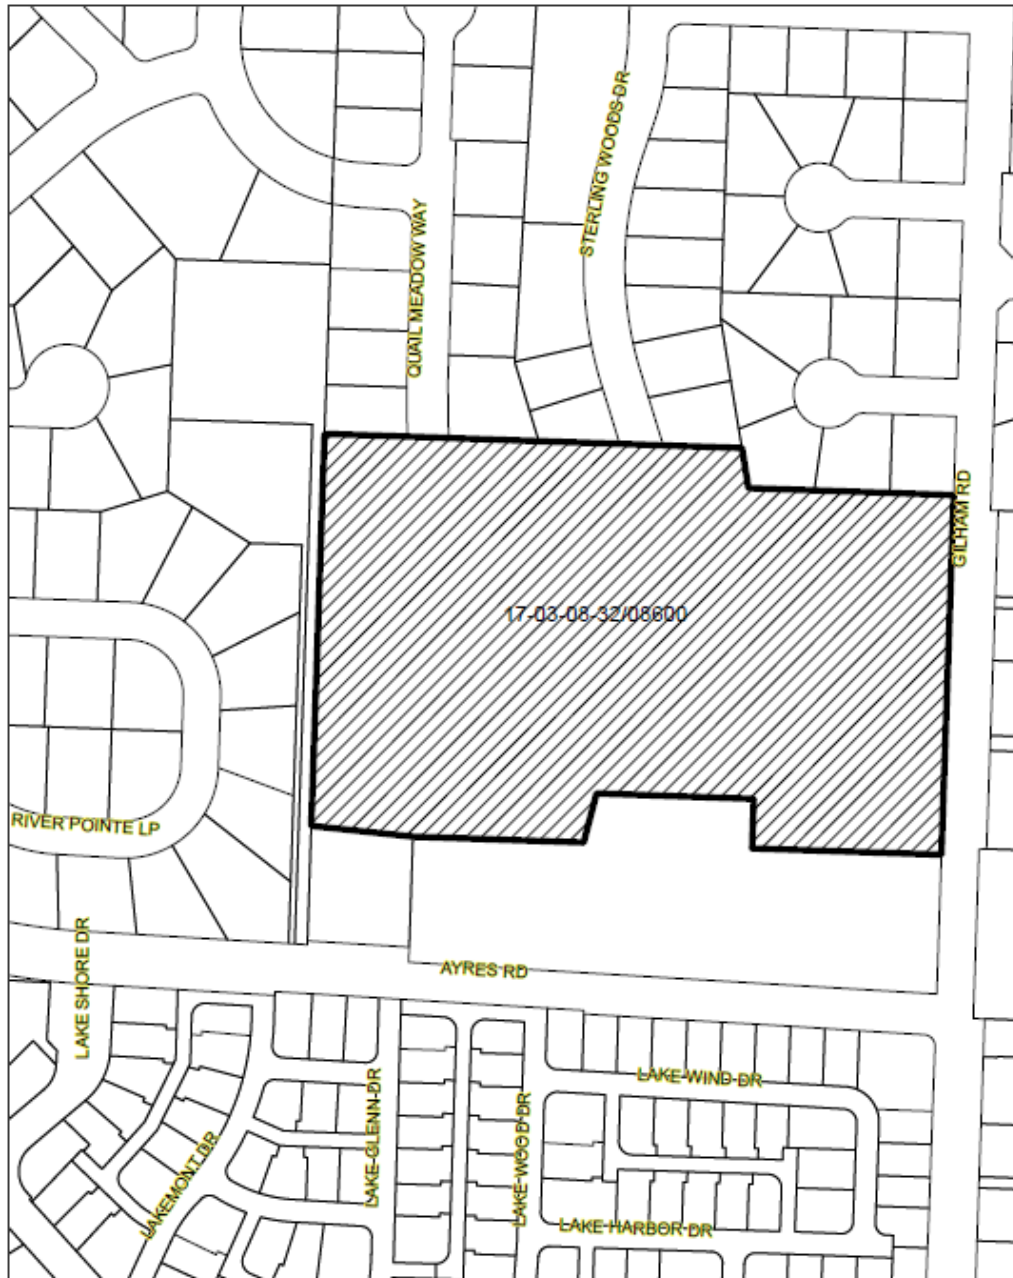 STERLING WOODS DR
QUAIL MEADOW WAY
GILHAM RD
17-03-08-32/08600
RIVER POINTE LP
LAKE SHORE DR
AYRES RD
LAKE WIND DR
LAKE GLENN DR
LAKE WOOD DR
LAKEMONT DR
LAKE HARBOR DR